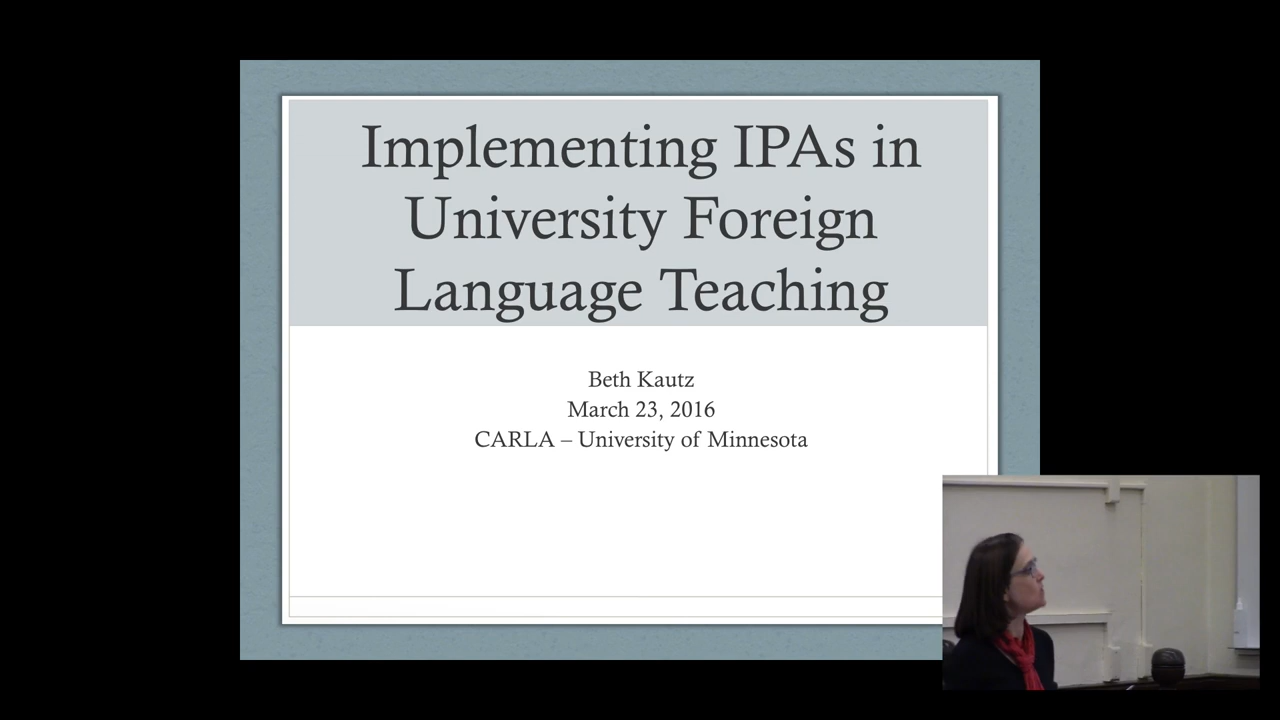 Implementing IPAs in
University Foreign
Language Teaching
Beth Kautz
March 23, 2016
CARLA – University of Minnesota